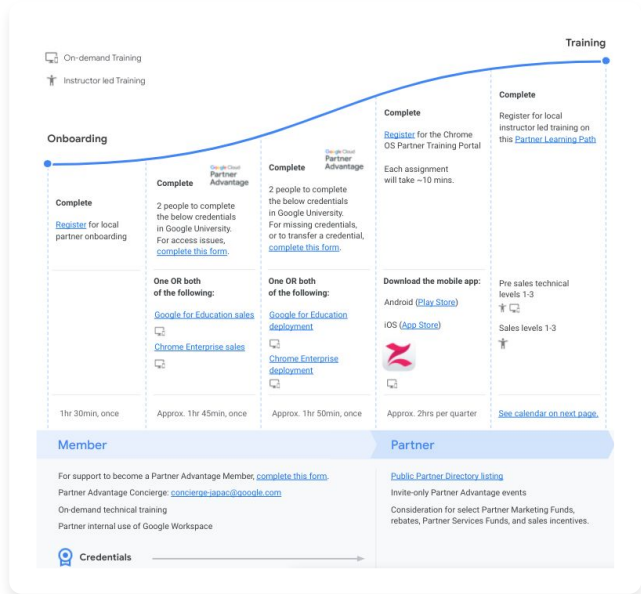 Training
On-demand Training
Instructor led Training
Onboarding
Complete
Register for local
partner onboarding
1hr 30min, once
Google Cloud
Partner
Advantage
Complete
2 people to complete
the below credentials
in Google University.
For access issues,
complete this form.
One OR both
of the following:
Google for Education sales
Chrome Enterprise sales
Approx. 1hr 45min, once
Google Cloud
Partner
Advantage
Complete
2 people to complete
the below credentials
in Google University.
For missing credentials,
or to transfer a credential,
complete this form.
One OR both
of the following:
Google for Education
deployment
Chrome Enterprise
deployment
Approx. 1hr 50min, once
Complete
Register for the Chrome
OS Partner Training Portal
Each assignment
will take ~10 mins.
Download the mobile app:
Android (Play Store)
iOS (App Store)
Approx. 2hrs per quarter
Complete
Register for local
instructor led training on
this Partner Learning Path
Pre sales technical
levels 1-3
Sales levels 1-3
See calendar on next page.
Member
For support to become a Partner Advantage Member, complete this form.
Partner Advantage Concierge: concierge-japac@google.com
On-demand technical training
Partner internal use of Google Workspace
Credentials
Partner
Public Partner Directory listing
Invite-only Partner Advantage events
Consideration for select Partner Marketing Funds,
rebates, Partner Services Funds, and sales incentives.